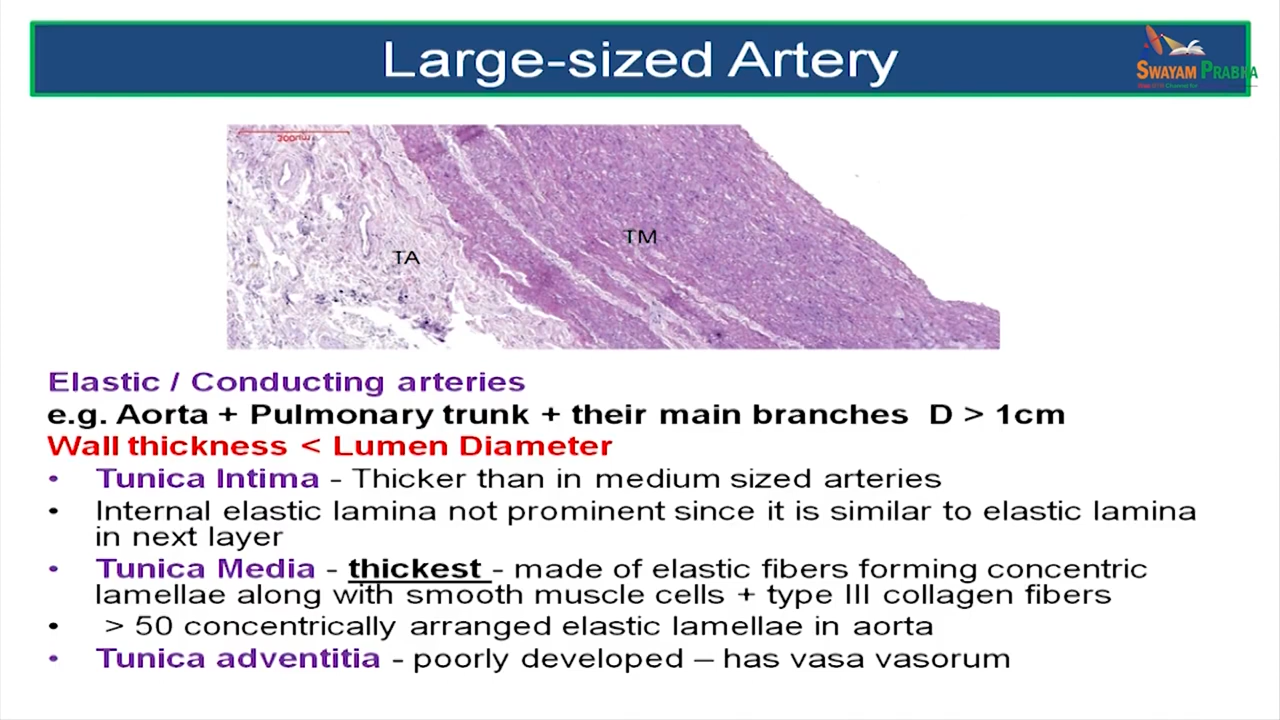 Large-sized Artery
SWAYAM PRABHA
200
TM
TA
Elastic / Conducting arteries
e.g. Aorta + Pulmonary trunk + their main branches D > 1cm
Wall thickness < Lumen Diameter
• Tunica Intima - Thicker than in medium sized arteries
• Internal elastic lamina not prominent since it is similar to elastic lamina
in next layer
• Tunica Media - thickest - made of elastic fibers forming concentric
lamellae along with smooth muscle cells + type III collagen fibers
• > 50 concentrically arranged elastic lamellae in aorta
• Tunica adventitia - poorly developed – has vasa vasorum